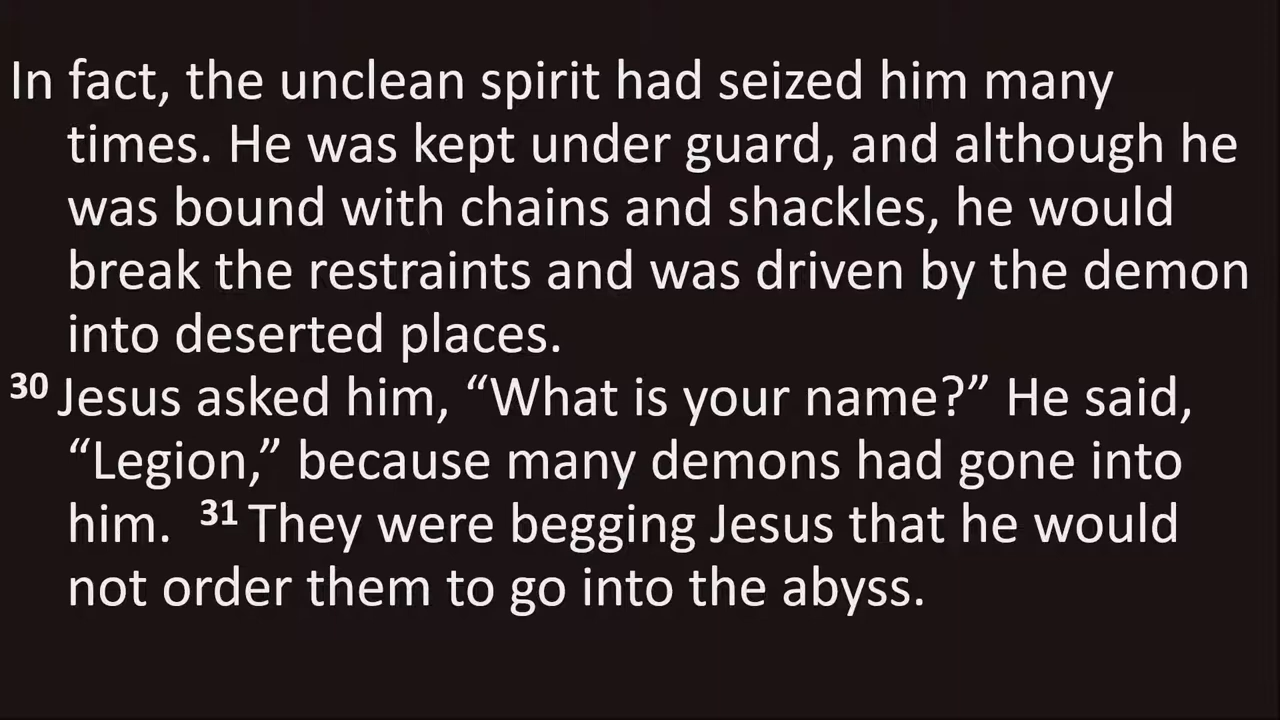 In fact, the unclean spirit had seized him many
times. He was kept under guard, and although he
was bound with chains and shackles, he would
break the restraints and was driven by the demon
into deserted places.
30 Jesus asked him, “What is your name?” He said,
“Legion,” because many demons had gone into
him. 31 They were begging Jesus that he would
not order them to go into the abyss.